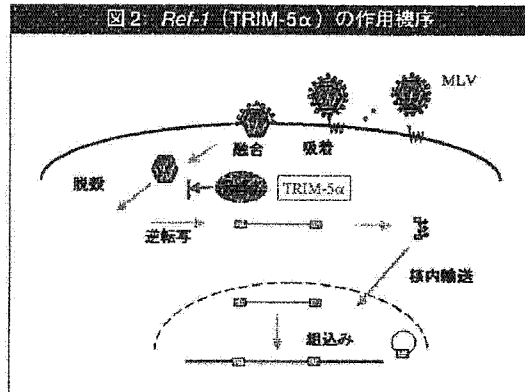 図2 Ref-1（TRIM-5α）の作用機序
MLV
融合
吸着
脱殻
TRIM-5α
逆転写
核内輸送
組込み